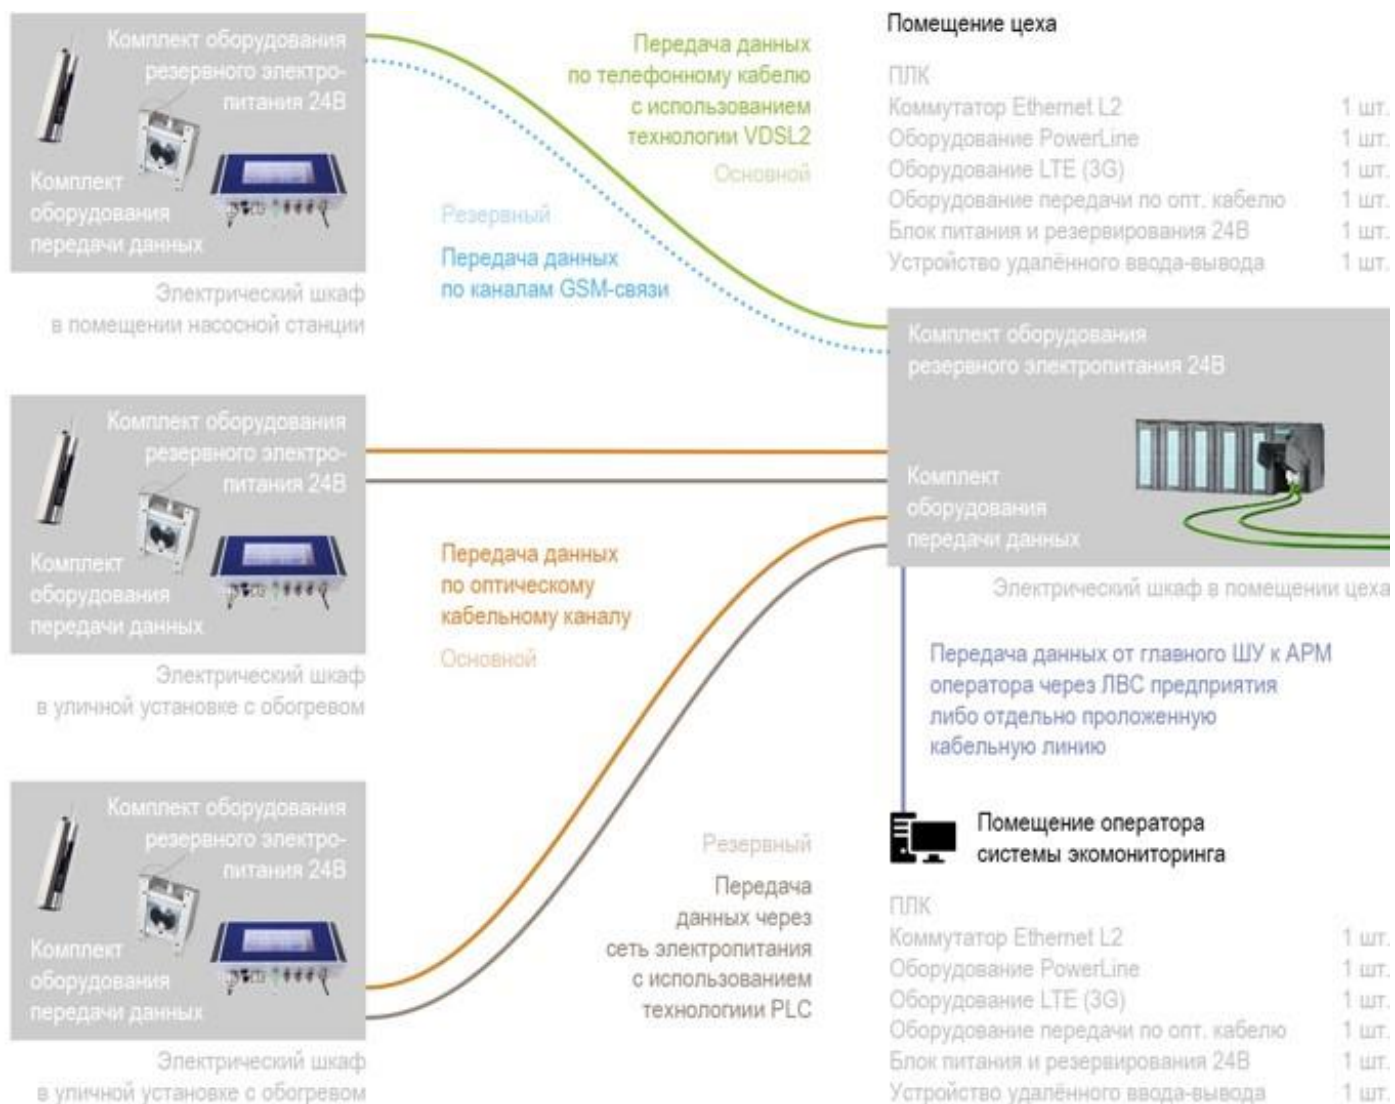 Комплект оборудования
резервного электро-
питания 24В
Комплект
оборудования
передачи данных
Электрический шкаф
в помещении насосной станции
Передача данных
по телефонному кабелю
с использованием
технологии VDSL2
Основной
Резервный
Передача данных
по каналам GSM-связи
Помещение цеха
ПЛК
Коммутатор Ethernet L2 1 шт.
Оборудование PowerLine 1 шт.
Оборудование LTE (3G) 1 шт.
Оборудование передачи по опт. кабелю 1 шт.
Блок питания и резервирования 24В 1 шт.
Устройство удалённого ввода-вывода 1 шт.
Комплект оборудования
резервного электропитания 24В
Комплект
оборудования
передачи данных
Электрический шкаф в помещении цеха
Комплект оборудования
резервного электро-
питания 24В
Комплект
оборудования
передачи данных
Электрический шкаф
в уличной установке с обогревом
Передача данных
по оптическому
кабельному каналу
Основной
Передача данных от главного ШУ к АРМ
оператора через ЛВС предприятия
либо отдельно проложенную
кабельную линию
Комплект оборудования
резервного электро-
питания 24В
Комплект
оборудования
передачи данных
Электрический шкаф
в уличной установке с обогревом
Резервный
Передача
данных через
сеть электропитания
с использованием
технологиии PLC
Помещение оператора
системы экомониторинга
ПЛК
Коммутатор Ethernet L2 1 шт.
Оборудование PowerLine 1 шт.
Оборудование LTE (3G) 1 шт.
Оборудование передачи по опт. кабелю 1 шт.
Блок питания и резервирования 24В 1 шт.
Устройство удалённого ввода-вывода 1 шт.